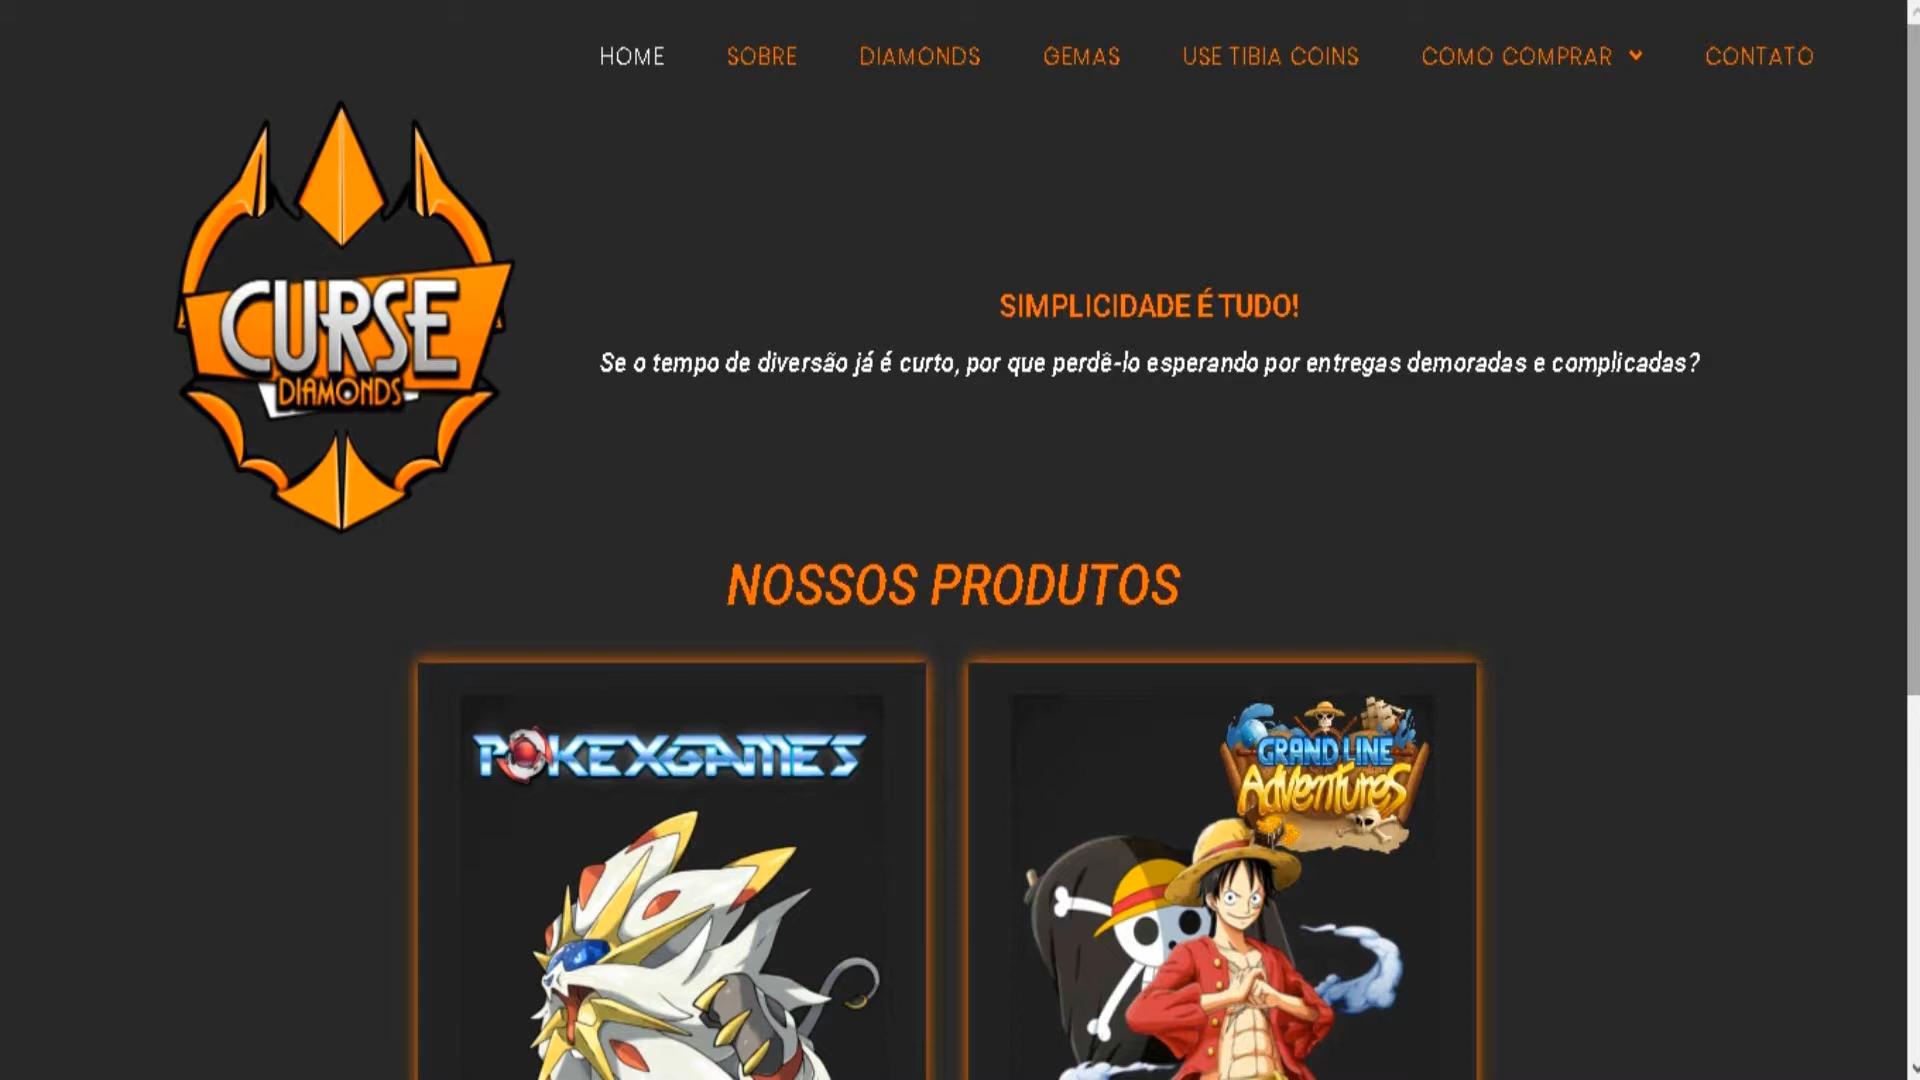 HOME SOBRE DIAMONDS GEMAS USE TIBIA COINS COMO COMPRAR CONTATO
CURSE
DIAMONDS
SIMPLICIDADE É TUDO!
Se o tempo de diversão já é curto, por que perdê-lo esperando por entregas demoradas e complicadas?
NOSSOS PRODUTOS
POKEXGAMES
GRAND LINE
Adventures